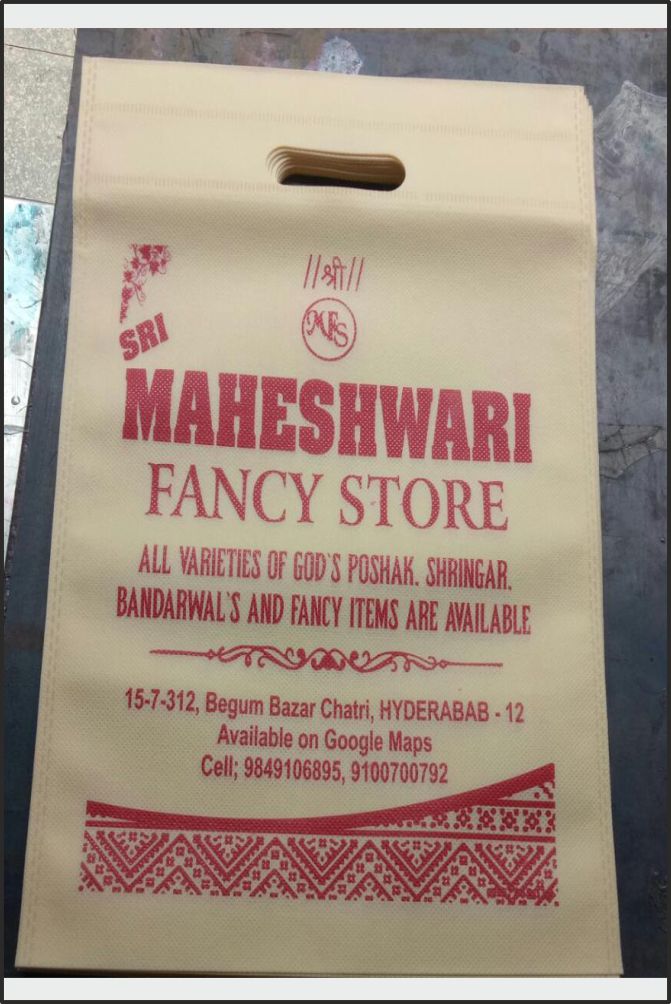 ||श्री||
MFS
SRI
MAHESHWARI
FANCY STORE
ALL VARIETIES OF GOD'S POSHAK. SHRINGAR.
BANDARWAL'S AND FANCY ITEMS ARE AVAILABLE
15-7-312, Begum Bazar Chatri, HYDERABAB - 12
Available on Google Maps
Cell; 9849106895, 9100700792